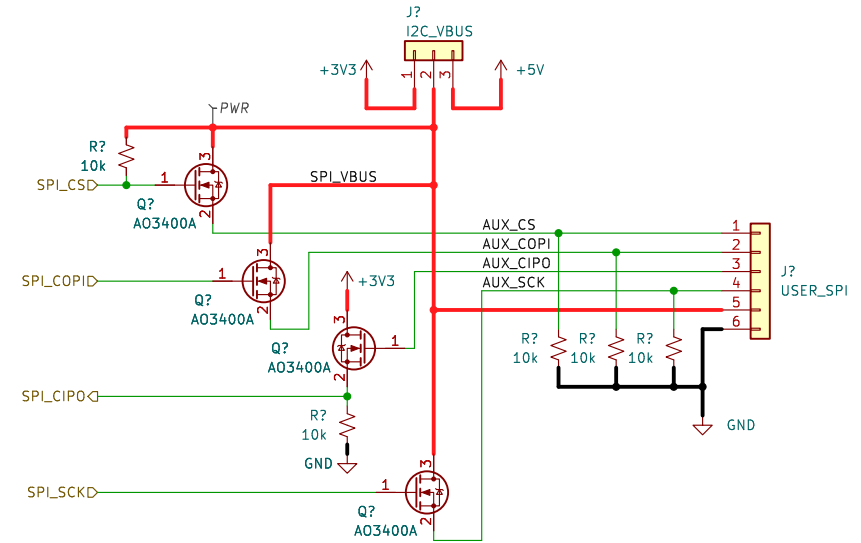 J?
I2C_VBUS
+3V3
1
2
3
+5V
PWR
R?
10k
3
SPI_CS
1
2
Q?
AO3400A
SPI_VBUS
AUX_CS
AUX_COPI
AUX_CIPO
AUX_SCK
1
2
3
4
5
6
J?
USER_SPI
3
SPI_COPI
1
2
Q?
AO3400A
+3V3
3
1
2
Q?
AO3400A
R?
10k
R?
10k
R?
10k
SPI_CIPO
R?
10k
GND
GND
3
SPI_SCK
1
2
Q?
AO3400A